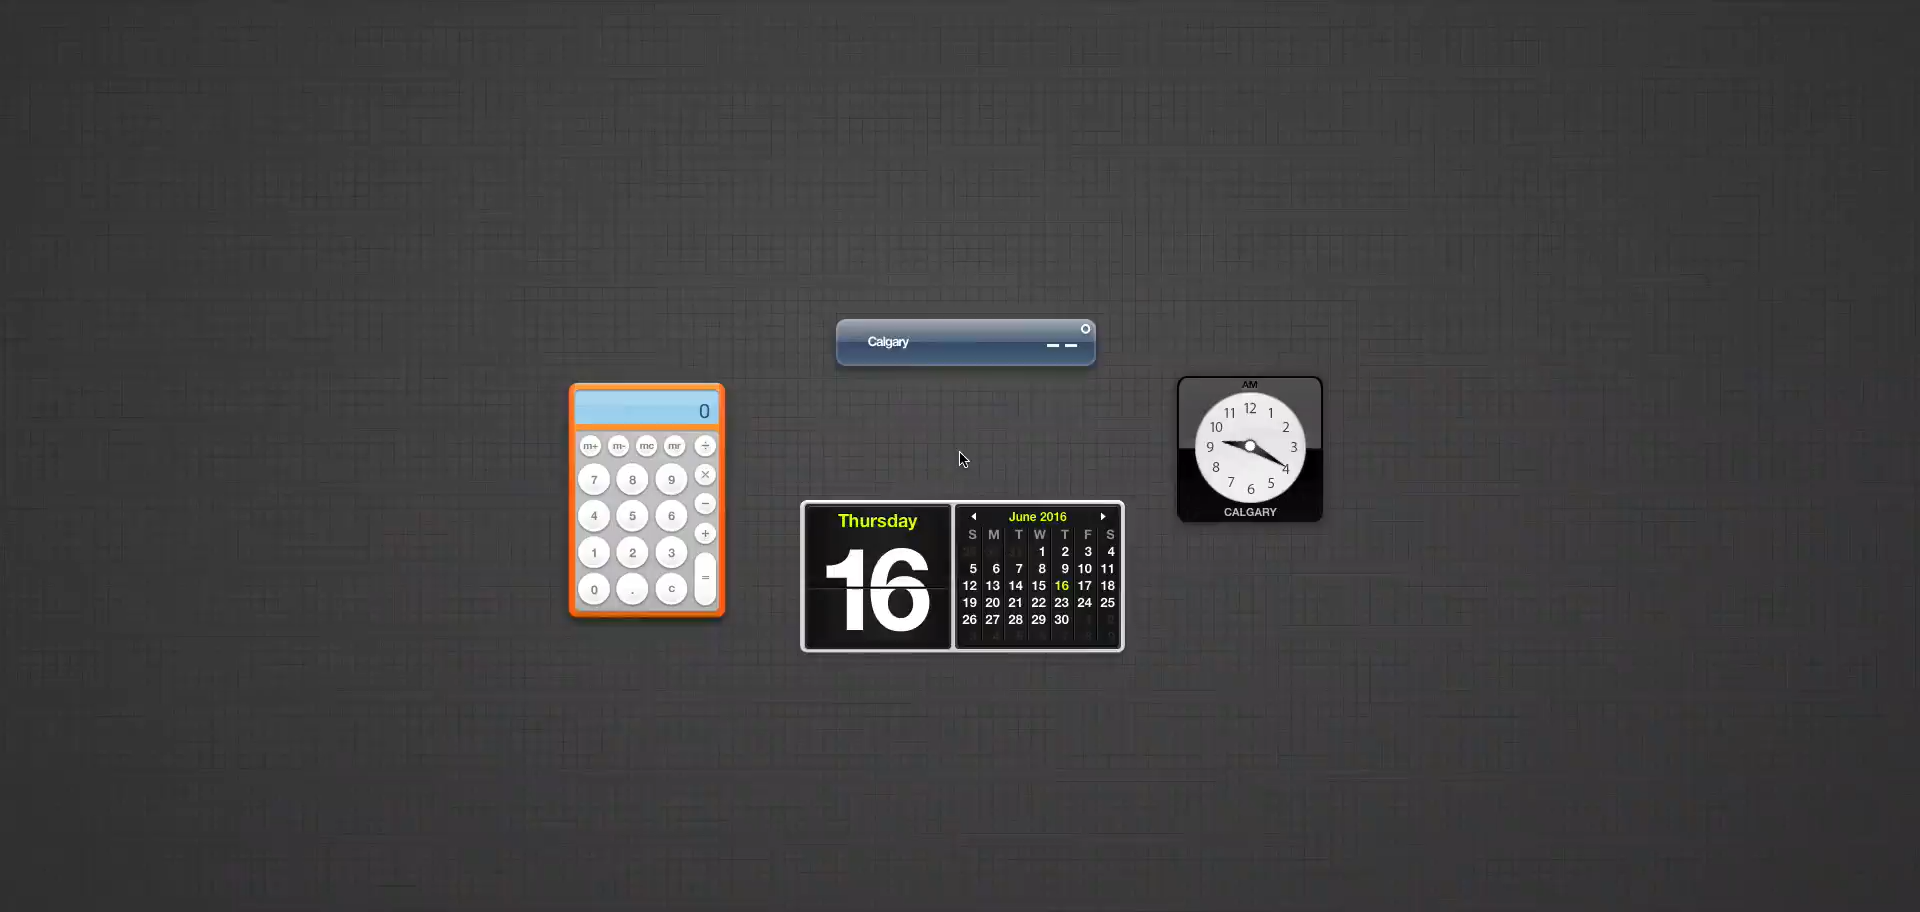 Calgary
0
m+ m- mc mr ÷
7 8 9 ×
4 5 6 −
1 2 3 +
0 . c =
AM
12
11 1
10 2
9 3
8 4
7 5
6
CALGARY
Thursday
16
June 2016
S M T W T F S
1 2 3 4
5 6 7 8 9 10 11
12 13 14 15 16 17 18
19 20 21 22 23 24 25
26 27 28 29 30